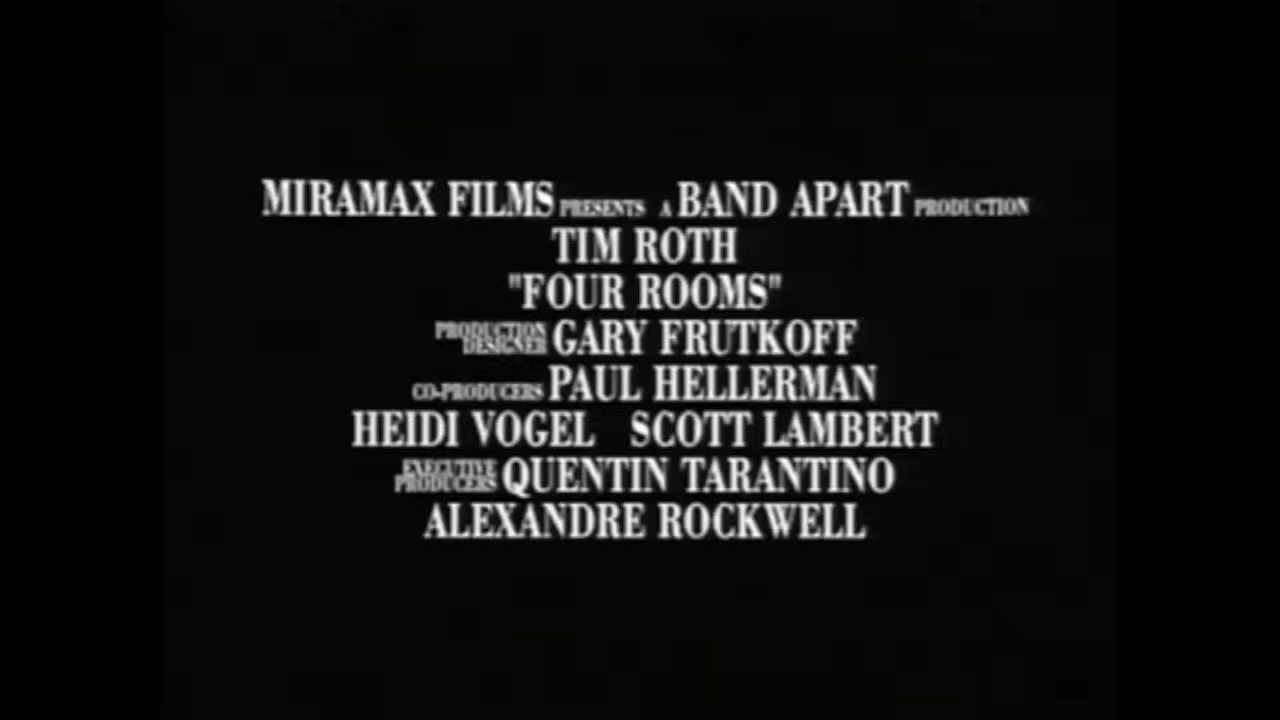 MIRAMAX FILMS PRESENTS A BAND APART PRODUCTION
TIM ROTH
"FOUR ROOMS"
PRODUCTION DESIGNER GARY FRUTKOFF
CO-PRODUCERS PAUL HELLERMAN
HEIDI VOGEL SCOTT LAMBERT
EXECUTIVE PRODUCERS QUENTIN TARANTINO
ALEXANDRE ROCKWELL